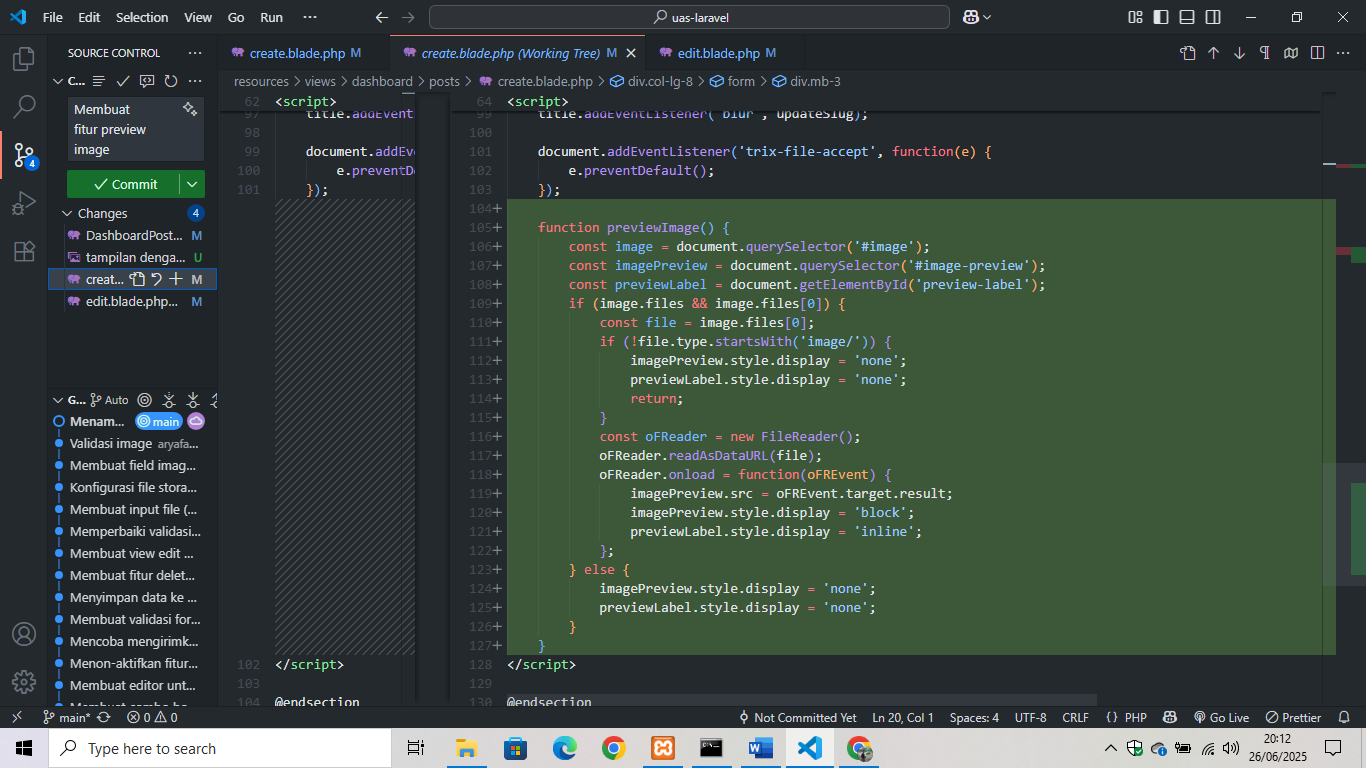 File Edit Selection View Go Run ··· uas-laravel
SOURCE CONTROL ···
create.blade.php M
create.blade.php (Working Tree) M
edit.blade.php M
C... ···
resources > views > dashboard > posts > create.blade.php > div.col-lg-8 > form > div.mb-3
Membuat
fitur preview
image
Commit
Changes 4
DashboardPost... M
tampilan denga... U
creat... M
edit.blade.php... M
G... Auto
Menam... main
Validasi image aryafa...
Membuat field imag...
Konfigurasi file stora...
Membuat input file (...
Memperbaiki validasi...
Membuat view edit ...
Membuat fitur delet...
Menyimpan data ke ...
Membuat validasi for...
Mencoba mengirimk...
Menon-aktifkan fitur...
Membuat editor unt...
62 <script>
97 title.addEvent
98
99 document.addEve
100 e.preventDe
101 });
102 </script>
103
104 @endsection
64 <script>
99 title.addEventListener('blur', updateSlug);
100
101 document.addEventListener('trix-file-accept', function(e) {
102 e.preventDefault();
103 });
104+
105+ function previewImage() {
106+ const image = document.querySelector('#image');
107+ const imagePreview = document.querySelector('#image-preview');
108+ const previewLabel = document.getElementById('preview-label');
109+ if (image.files && image.files[0]) {
110+ const file = image.files[0];
111+ if (!file.type.startsWith('image/')) {
112+ imagePreview.style.display = 'none';
113+ previewLabel.style.display = 'none';
114+ return;
115+ }
116+ const oFReader = new FileReader();
117+ oFReader.readAsDataURL(file);
118+ oFReader.onload = function(oFREvent) {
119+ imagePreview.src = oFREvent.target.result;
120+ imagePreview.style.display = 'block';
121+ previewLabel.style.display = 'inline';
122+ };
123+ } else {
124+ imagePreview.style.display = 'none';
125+ previewLabel.style.display = 'none';
126+ }
127+ }
128 </script>
129
130 @endsection
main* 0 0 Not Committed Yet Ln 20, Col 1 Spaces: 4 UTF-8 CRLF {} PHP Go Live Prettier
Type here to search
20:12
26/06/2025